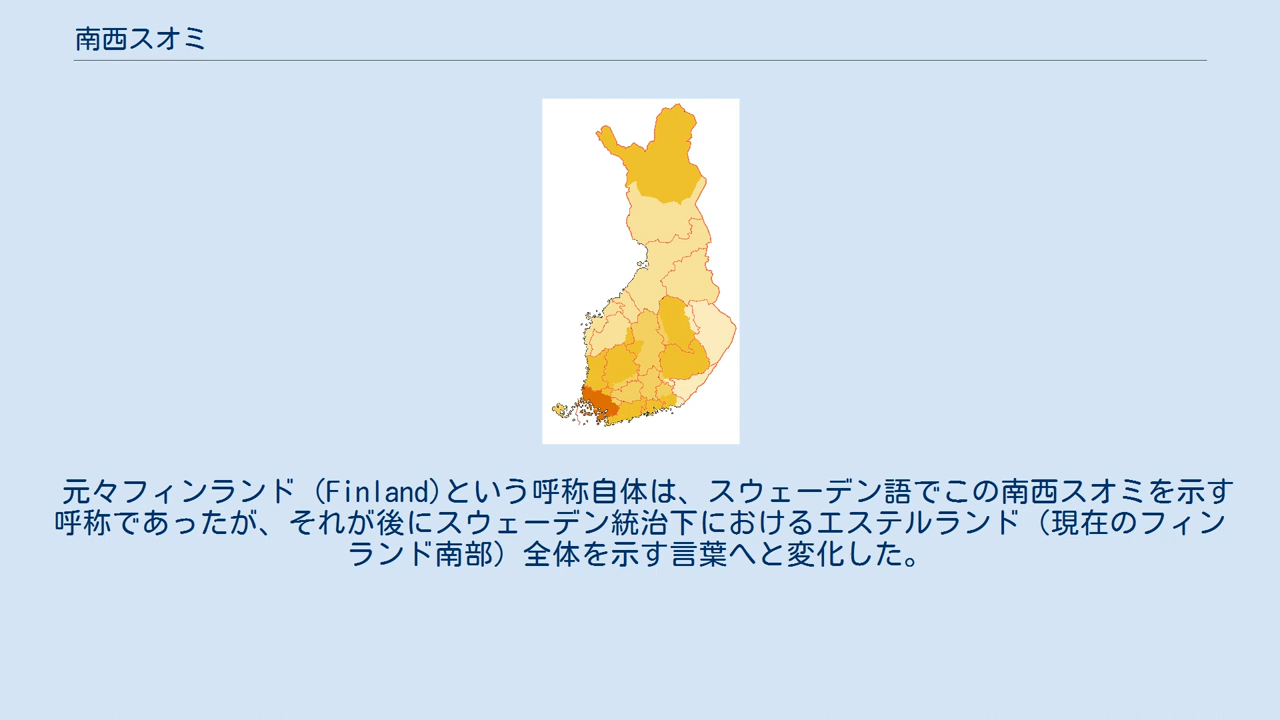 南西スオミ
元々フィンランド (Finland)という呼称自体は、スウェーデン語でこの南西スオミを示す
呼称であったが、それが後にスウェーデン統治下におけるエステルランド（現在のフィン
ランド南部）全体を示す言葉へと変化した。